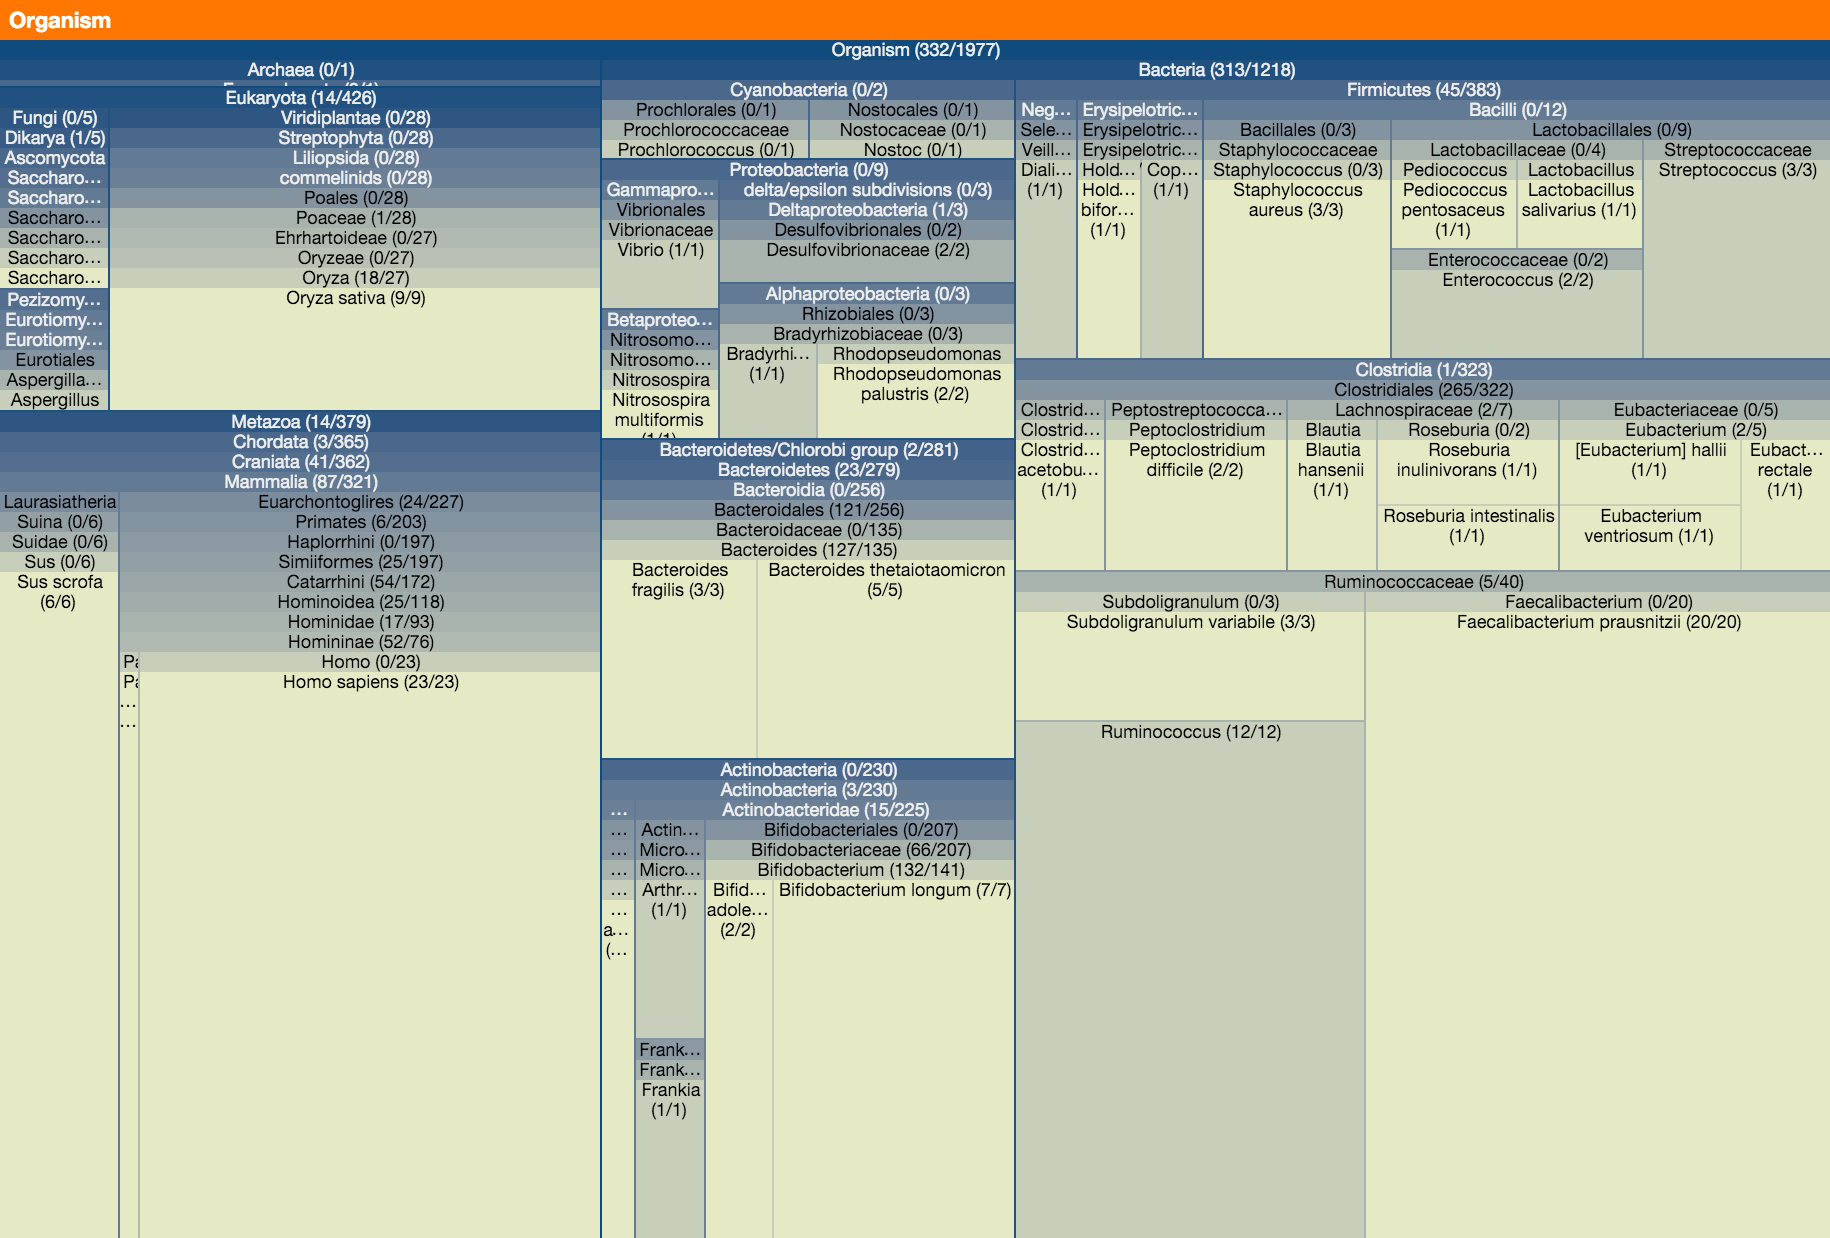 Organism
Organism (332/1977)
Archaea (0/1)
Eukaryota (14/426)
Fungi (0/5)
Dikarya (1/5)
Ascomycota
Saccharo...
Saccharo...
Saccharo...
Saccharo...
Saccharo...
Saccharo...
Pezizomy...
Eurotiomy...
Eurotiomy...
Eurotiales
Aspergilla...
Aspergillus
Viridiplantae (0/28)
Streptophyta (0/28)
Liliopsida (0/28)
commelinids (0/28)
Poales (0/28)
Poaceae (1/28)
Ehrhartoideae (0/27)
Oryzeae (0/27)
Oryza (18/27)
Oryza sativa (9/9)
Metazoa (14/379)
Chordata (3/365)
Craniata (41/362)
Mammalia (87/321)
Laurasiatheria
Suina (0/6)
Suidae (0/6)
Sus (0/6)
Sus scrofa
(6/6)
Euarchontoglires (24/227)
Primates (6/203)
Haplorrhini (0/197)
Simiiformes (25/197)
Catarrhini (54/172)
Hominoidea (25/118)
Hominidae (17/93)
Homininae (52/76)
Pa
Pa
...
...
Homo (0/23)
Homo sapiens (23/23)
Bacteria (313/1218)
Cyanobacteria (0/2)
Prochlorales (0/1)
Prochlorococcaceae
Prochlorococcus (0/1)
Nostocales (0/1)
Nostocaceae (0/1)
Nostoc (0/1)
Proteobacteria (0/9)
Gammapro...
Vibrionales
Vibrionaceae
Vibrio (1/1)
delta/epsilon subdivisions (0/3)
Deltaproteobacteria (1/3)
Desulfovibrionales (0/2)
Desulfovibrionaceae (2/2)
Betaproteo...
Nitrosomo...
Nitrosomo...
Nitrosospira
Nitrosospira
multiformis
(1/1)
Alphaproteobacteria (0/3)
Rhizobiales (0/3)
Bradyrhizobiaceae (0/3)
Bradyrhi...
(1/1)
Rhodopseudomonas
Rhodopseudomonas
palustris (2/2)
Bacteroidetes/Chlorobi group (2/281)
Bacteroidetes (23/279)
Bacteroidia (0/256)
Bacteroidales (121/256)
Bacteroidaceae (0/135)
Bacteroides (127/135)
Bacteroides
fragilis (3/3)
Bacteroides thetaiotaomicron
(5/5)
Actinobacteria (0/230)
Actinobacteria (3/230)
...
...
...
...
...
...
a...
(...
Actinobacteridae (15/225)
Actin...
Micro...
Micro...
Arthr...
(1/1)
Frank...
Frank...
Frankia
(1/1)
Bifidobacteriales (0/207)
Bifidobacteriaceae (66/207)
Bifidobacterium (132/141)
Bifid...
adole...
(2/2)
Bifidobacterium longum (7/7)
Firmicutes (45/383)
Neg...
Sele...
Veill...
Diali...
(1/1)
Erysipelotric...
Erysipelotric...
Erysipelotric...
Hold...
Hold...
bifor...
(1/1)
Cop...
(1/1)
Bacilli (0/12)
Bacillales (0/3)
Staphylococcaceae
Staphylococcus (0/3)
Staphylococcus
aureus (3/3)
Lactobacillales (0/9)
Lactobacillaceae (0/4)
Pediococcus
Pediococcus
pentosaceus
(1/1)
Lactobacillus
Lactobacillus
salivarius (1/1)
Enterococcaceae (0/2)
Enterococcus (2/2)
Streptococcaceae
Streptococcus (3/3)
Clostridia (1/323)
Clostridiales (265/322)
Clostrid...
Clostrid...
Clostrid...
acetobu...
(1/1)
Peptostreptococca...
Peptoclostridium
Peptoclostridium
difficile (2/2)
Lachnospiraceae (2/7)
Blautia
Blautia
hansenii
(1/1)
Roseburia (0/2)
Roseburia
inulinivorans (1/1)
Roseburia intestinalis
(1/1)
Eubacteriaceae (0/5)
Eubacterium (2/5)
[Eubacterium] hallii
(1/1)
Eubacterium
ventriosum (1/1)
Eubact...
rectale
(1/1)
Ruminococcaceae (5/40)
Subdoligranulum (0/3)
Subdoligranulum variabile (3/3)
Ruminococcus (12/12)
Faecalibacterium (0/20)
Faecalibacterium prausnitzii (20/20)